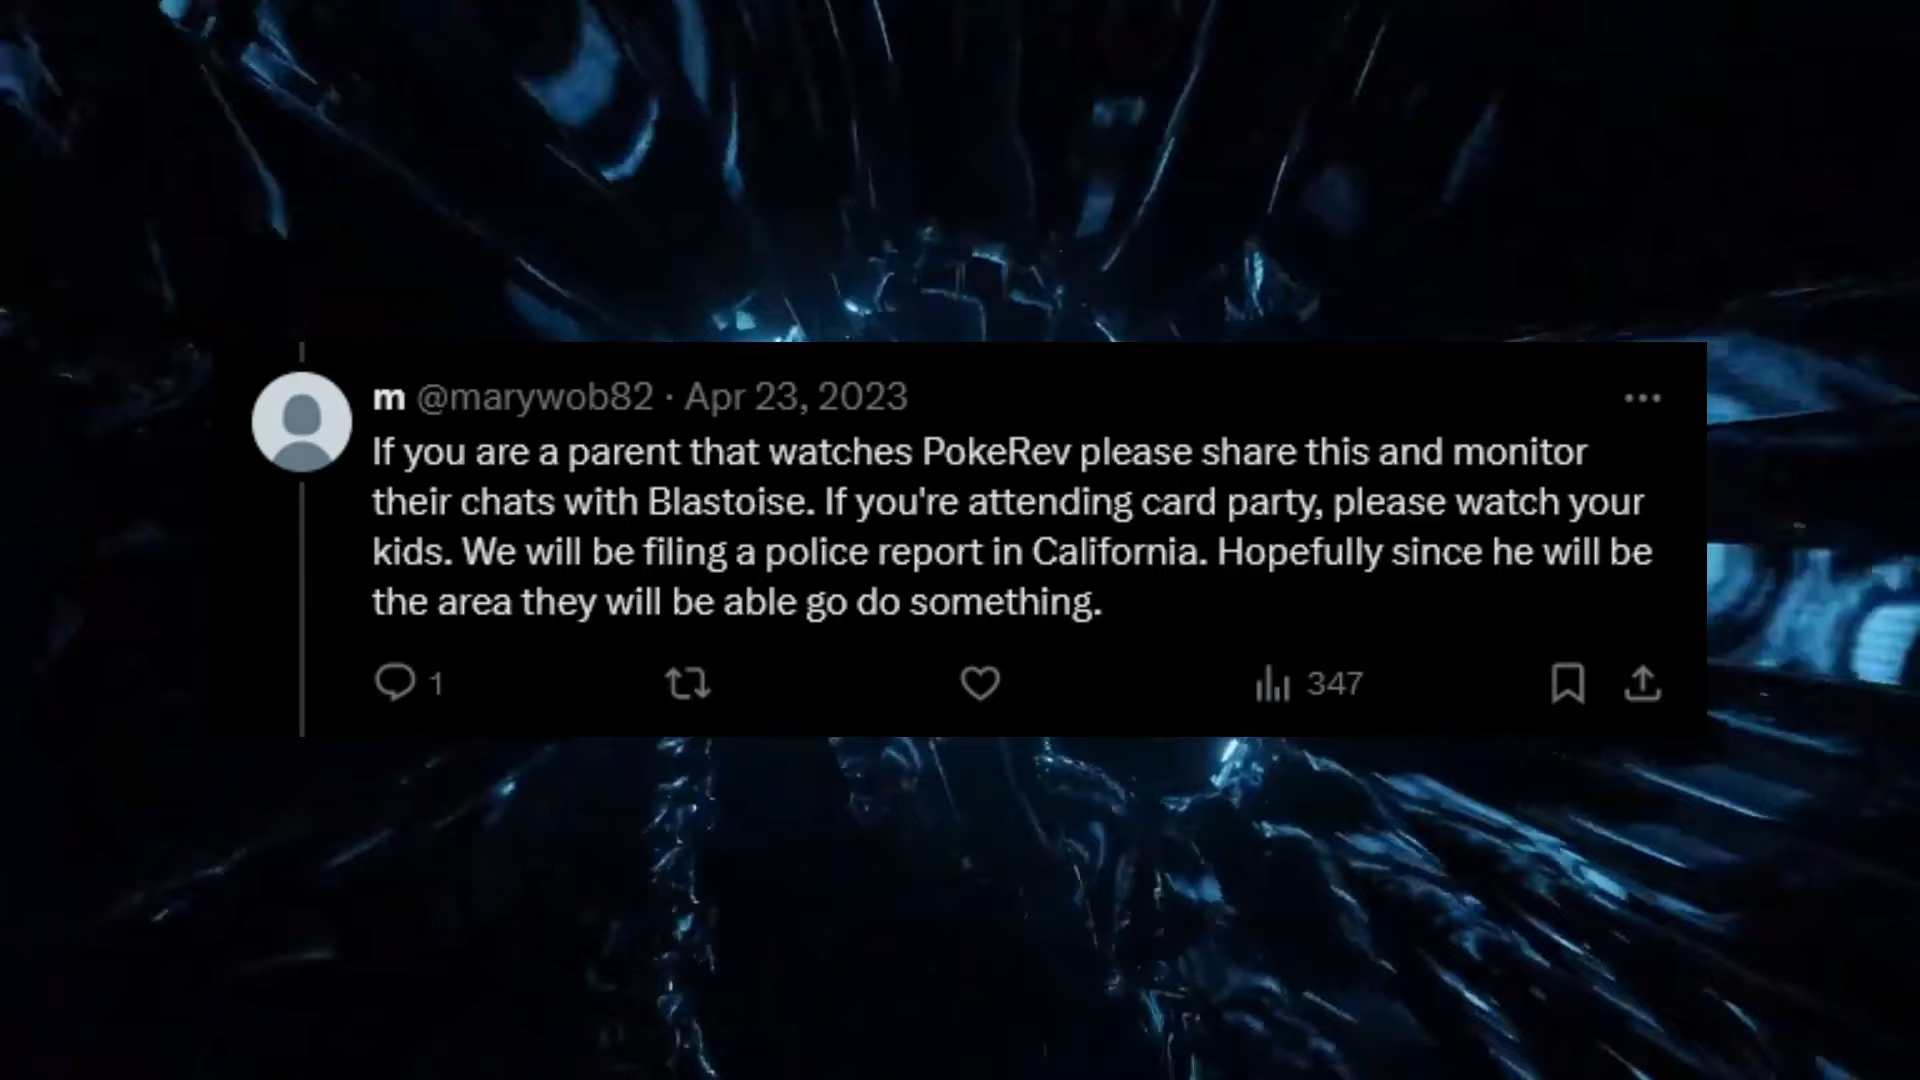 m @marywob82 · Apr 23, 2023
If you are a parent that watches PokeRev please share this and monitor
their chats with Blastoise. If you're attending card party, please watch your
kids. We will be filing a police report in California. Hopefully since he will be
the area they will be able go do something.
1 347